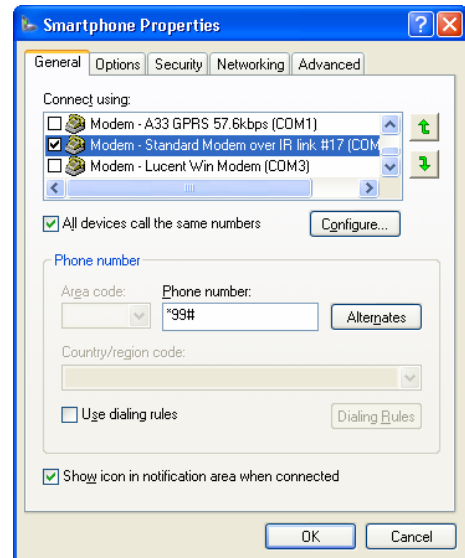 Smartphone Properties
General Options Security Networking Advanced
Connect using:
Modem - A33 GPRS 57.6kbps (COM1)
Modem - Standard Modem over IR link #17 (COM
Modem - Lucent Win Modem (COM3)
All devices call the same numbers
Configure...
Phone number
Area code: Phone number:
*99#
Alternates
Country/region code:
Use dialing rules
Dialing Rules
Show icon in notification area when connected
OK Cancel